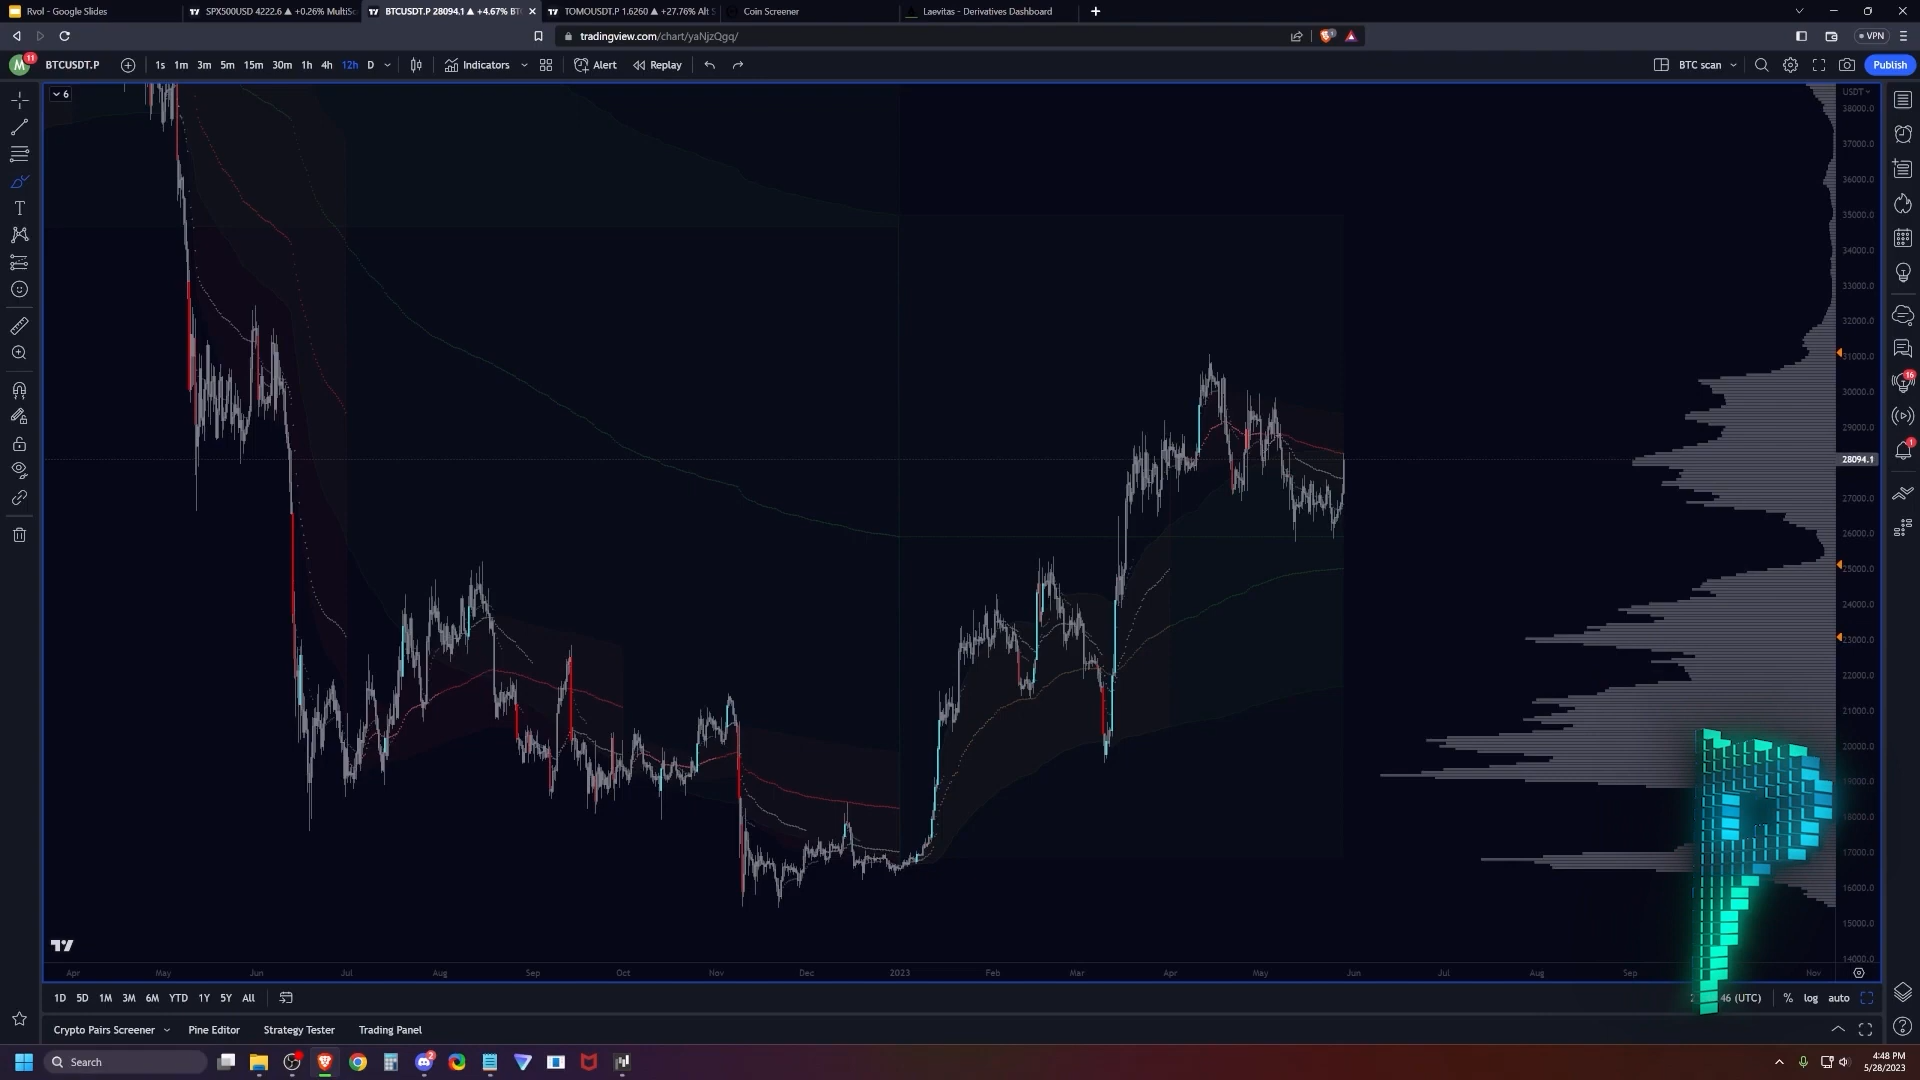 Rvol - Google Slides
SPX500USD 4222.6 ▲ +0.26% MultiSc
BTCUSDT.P 28094.1 ▲ +4.67% BT
TOMOUSDT.P 1.6260 ▲ +27.76% Alt S
Coin Screener
Laevitas - Derivatives Dashboard
tradingview.com/chart/yaNjzQgq/
VPN
M 11
BTCUSDT.P
1s 1m 3m 5m 15m 30m 1h 4h 12h D
Indicators
Alert
Replay
BTC scan
Publish
6
USDT
38000.0
37000.0
36000.0
35000.0
34000.0
33000.0
32000.0
31000.0
30000.0
16
29000.0
1
28094.1
27000.0
26000.0
25000.0
24000.0
23000.0
22000.0
21000.0
20000.0
19000.0
18000.0
17000.0
16000.0
15000.0
14000.0
Apr May Jun Jul Aug Sep Oct Nov Dec 2023 Feb Mar Apr May Jun Jul Aug Sep Nov
1D 5D 1M 3M 6M YTD 1Y 5Y All
46 (UTC)
% log auto
Crypto Pairs Screener
Pine Editor
Strategy Tester
Trading Panel
Search
2
4:48 PM
5/28/2023